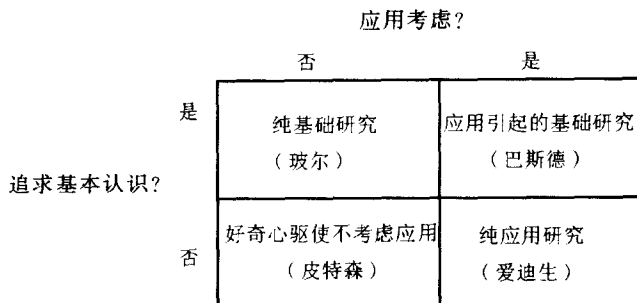 应用考虑?
否 是
是 纯基础研究 应用引起的基础研究
(玻尔) (巴斯德)
追求基本认识?
否 好奇心驱使不考虑应用 纯应用研究
(皮特森) (爱迪生)